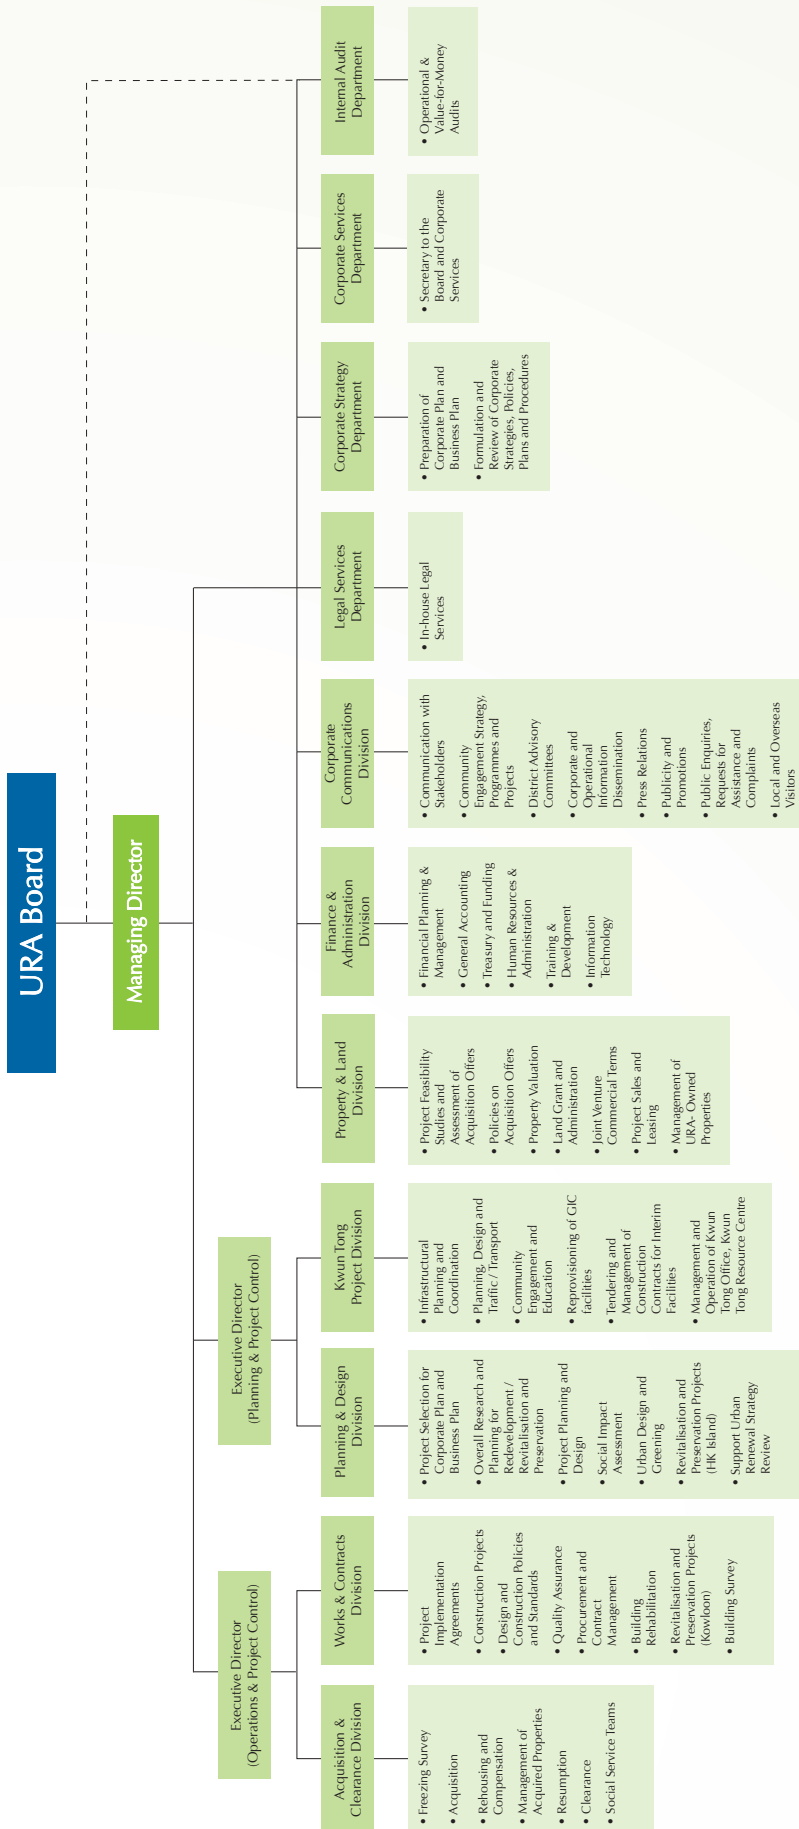 URA Board
Managing Director
Executive Director
(Operations & Project Control)
Executive Director
(Planning & Project Control)
Acquisition &
Clearance Division
• Freezing Survey
• Acquisition
• Rehousing and
Compensation
• Management of
Acquired Properties
• Resumption
• Clearance
• Social Service Teams
Works & Contracts
Division
• Project
Implementation
Agreements
• Construction Projects
• Design and
Construction Policies
and Standards
• Quality Assurance
• Procurement and
Contract
Management
• Building
Rehabilitation
• Revitalisation and
Preservation Projects
(Kowloon)
• Building Survey
Planning & Design
Division
• Project Selection for
Corporate Plan and
Business Plan
• Overall Research and
Planning for
Redevelopment /
Revitalisation and
Preservation
• Project Planning and
Design
• Social Impact
Assessment
• Urban Design and
Greening
• Revitalisation and
Preservation Projects
(HK Island)
• Support Urban
Renewal Strategy
Review
Kwun Tong
Project Division
• Infrastructural
Planning and
Coordination
• Planning, Design and
Traffic / Transport
• Community
Engagement and
Education
• Reprovisioning of GIC
facilities
• Tendering and
Management of
Construction
Contracts for Interim
Facilities
• Management and
Operation of Kwun
Tong Office, Kwun
Tong Resource Centre
Property & Land
Division
• Project Feasibility
Studies and
Assessment of
Acquisition Offers
• Policies on
Acquisition Offers
• Property Valuation
• Land Grant and
Administration
• Joint Venture
Commercial Terms
• Project Sales and
Leasing
• Management of
URA- Owned
Properties
Finance &
Administration
Division
• Financial Planning &
Management
• General Accounting
• Treasury and Funding
• Human Resources &
Administration
• Training &
Development
• Information
Technology
Corporate
Communications
Division
• Communication with
Stakeholders
• Community
Engagement Strategy,
Programmes and
Projects
• District Advisory
Committees
• Corporate and
Operational
Information
Dissemination
• Press Relations
• Publicity and
Promotions
• Public Enquiries,
Requests for
Assistance and
Complaints
• Local and Overseas
Visitors
Legal Services
Department
• In-house Legal
Services
Corporate Strategy
Department
• Preparation of
Corporate Plan and
Business Plan
• Formulation and
Review of Corporate
Strategies, Policies,
Plans and Procedures
Corporate Services
Department
• Secretary to the
Board and Corporate
Services
Internal Audit
Department
• Operational &
Value-for-Money
Audits